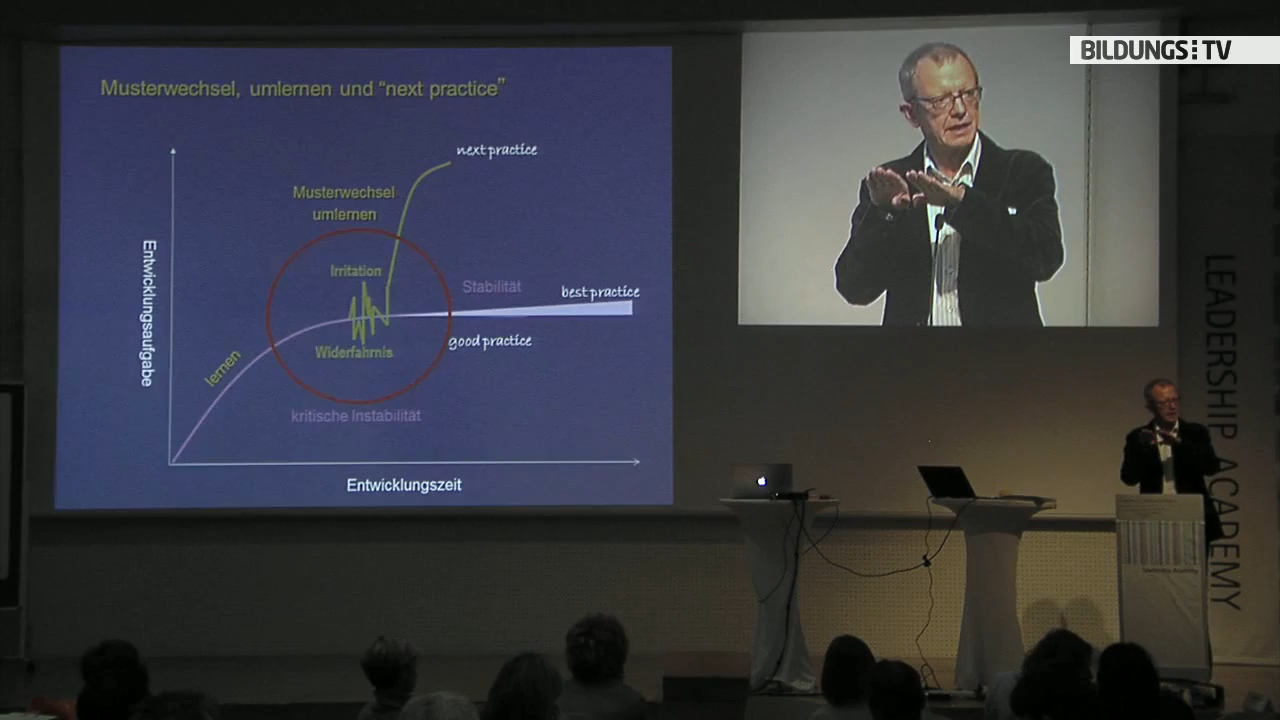 BILDUNGS:TV
Musterwechsel, umlernen und “next practice”
next practice
Musterwechsel
umlernen
Irritation
Stabilität
best practice
Widerfahrnis
good practice
lernen
kritische Instabilität
Entwicklungsaufgabe
Entwicklungszeit
LEADERSHIP ACADEMY